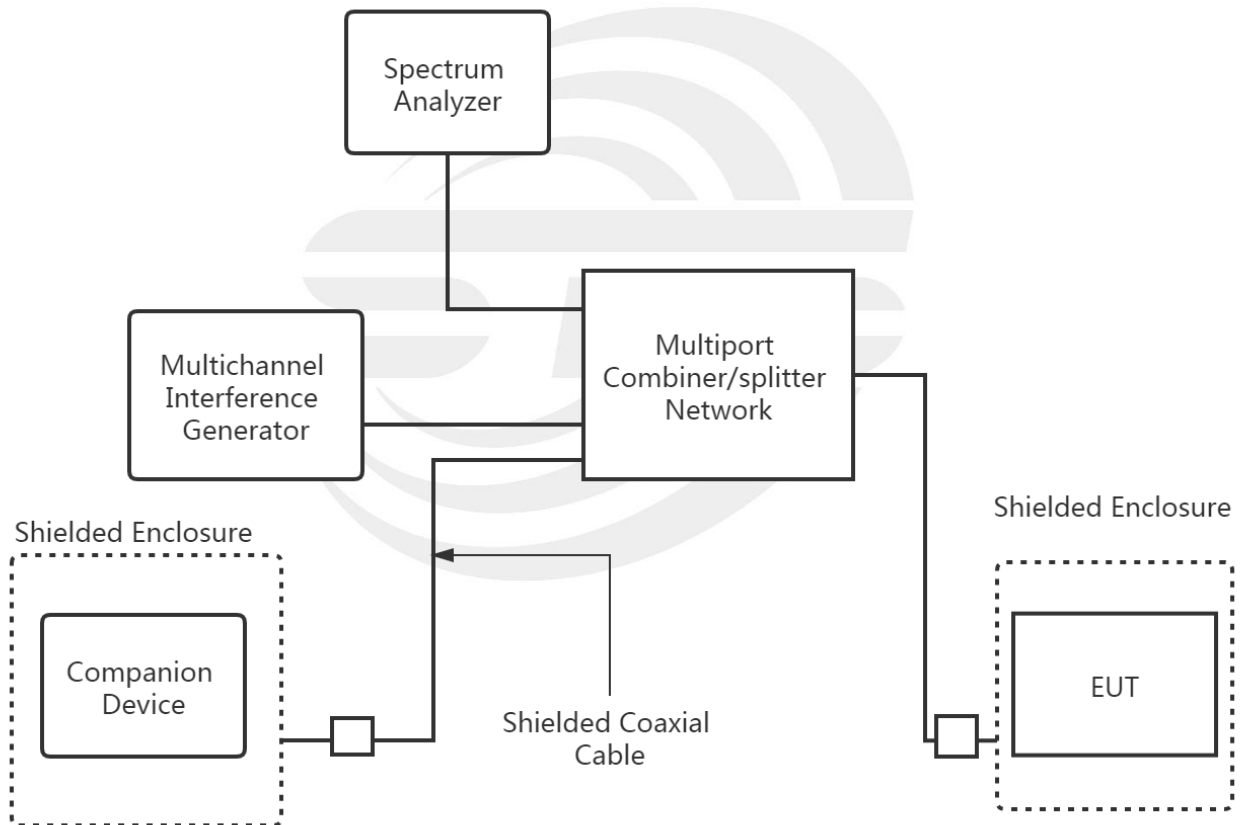 Spectrum
Analyzer
Multichannel
Interference
Generator
Multiport
Combiner/splitter
Network
Shielded Enclosure
Companion
Device
Shielded Coaxial
Cable
Shielded Enclosure
EUT